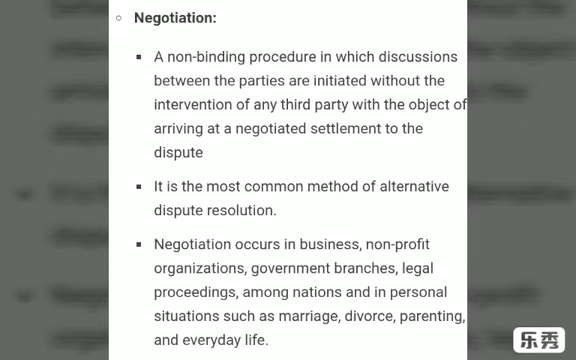 Negotiation:
A non-binding procedure in which discussions
between the parties are initiated without the
intervention of any third party with the object of
arriving at a negotiated settlement to the
dispute
It is the most common method of alternative
dispute resolution.
Negotiation occurs in business, non-profit
organizations, government branches, legal
proceedings, among nations and in personal
situations such as marriage, divorce, parenting,
and everyday life.
乐秀